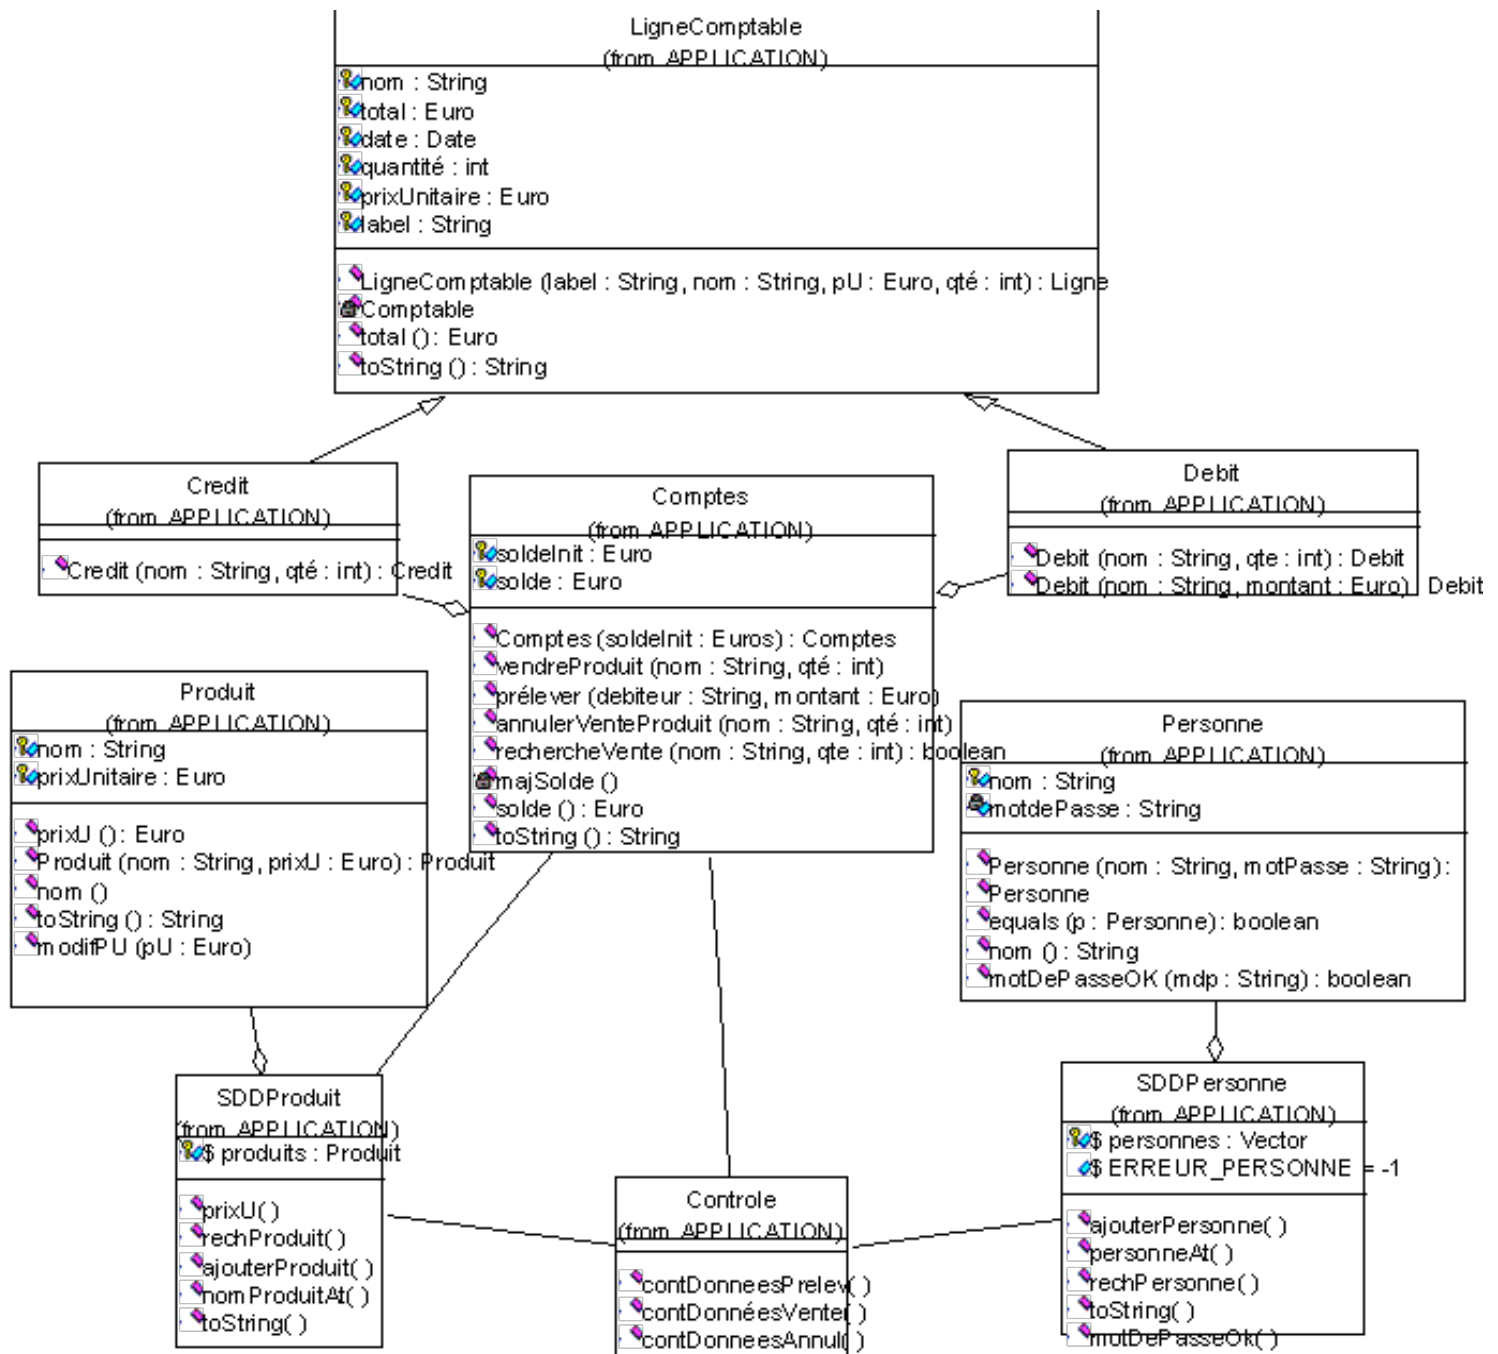 LigneComptable
(from APPLICATION)
nom : String
total : Euro
date : Date
quantité : int
prixUnitaire : Euro
label : String
LigneComptable (label : String, nom : String, pU : Euro, qté : int) : Ligne
Comptable
total () : Euro
toString () : String
Credit
(from APPLICATION)
Credit (nom : String, qté : int) : Credit
Comptes
(from APPLICATION)
soldeInit : Euro
solde : Euro
Comptes (soldeInit : Euros) : Comptes
vendreProduit (nom : String, qté : int)
prélever (debiteur : String, montant : Euro)
annulerVenteProduit (nom : String, qté : int)
rechercheVente (nom : String, qte : int) : boolean
majSolde ()
solde () : Euro
toString () : String
Debit
(from APPLICATION)
Debit (nom : String, qte : int) : Debit
Debit (nom : String, montant : Euro) : Debit
Produit
(from APPLICATION)
nom : String
prixUnitaire : Euro
prixU () : Euro
Produit (nom : String, prixU : Euro) : Produit
nom ()
toString () : String
modifPU (pU : Euro)
Personne
(from APPLICATION)
nom : String
motdePasse : String
Personne (nom : String, motPasse : String) :
Personne
equals (p : Personne) : boolean
nom () : String
motDePasseOK (mdp : String) : boolean
SDDProduit
(from APPLICATION)
$ produits : Produit
prixU( )
rechProduit( )
ajouterProduit( )
nomProduitAt( )
toString( )
Controle
(from APPLICATION)
contDonneesPrelev( )
contDonnéesVente( )
contDonneesAnnul( )
SDDPersonne
(from APPLICATION)
$ personnes : Vector
$ ERREUR_PERSONNE = -1
ajouterPersonne( )
personneAt( )
rechPersonne( )
toString( )
motDePasseOk( )